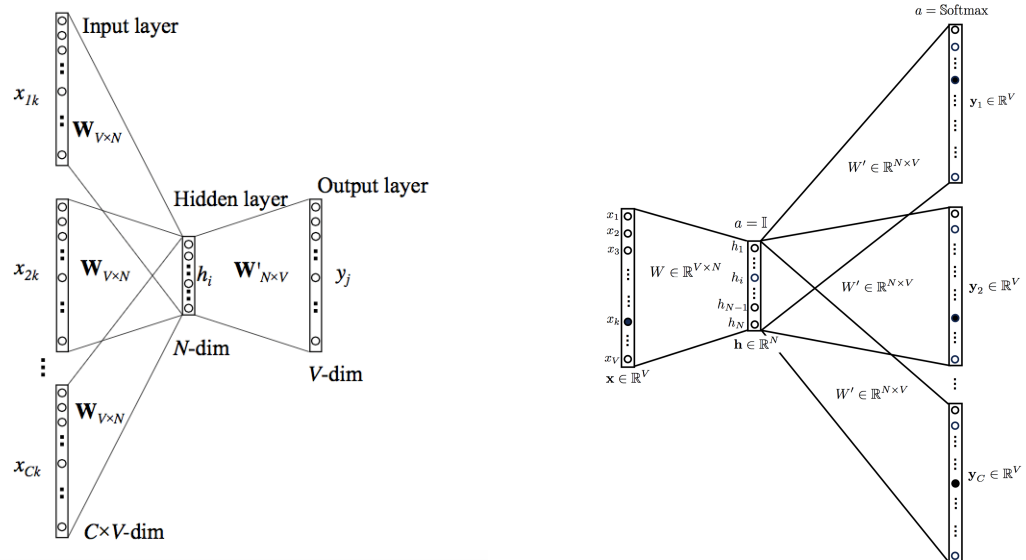 Input layer
x1k
WV×N
Hidden layer
Output layer
x2k
WV×N
hi
W'N×V
yj
N-dim
V-dim
WV×N
xCk
C×V-dim
a = Softmax
y1 ∈ ℝV
W′ ∈ ℝN×V
x1
x2
x3
a = 𝕀
h1
W ∈ ℝV×N
hi
W′ ∈ ℝN×V
y2 ∈ ℝV
hN−1
xk
hN
h ∈ ℝN
xV
x ∈ ℝV
W′ ∈ ℝN×V
yC ∈ ℝV